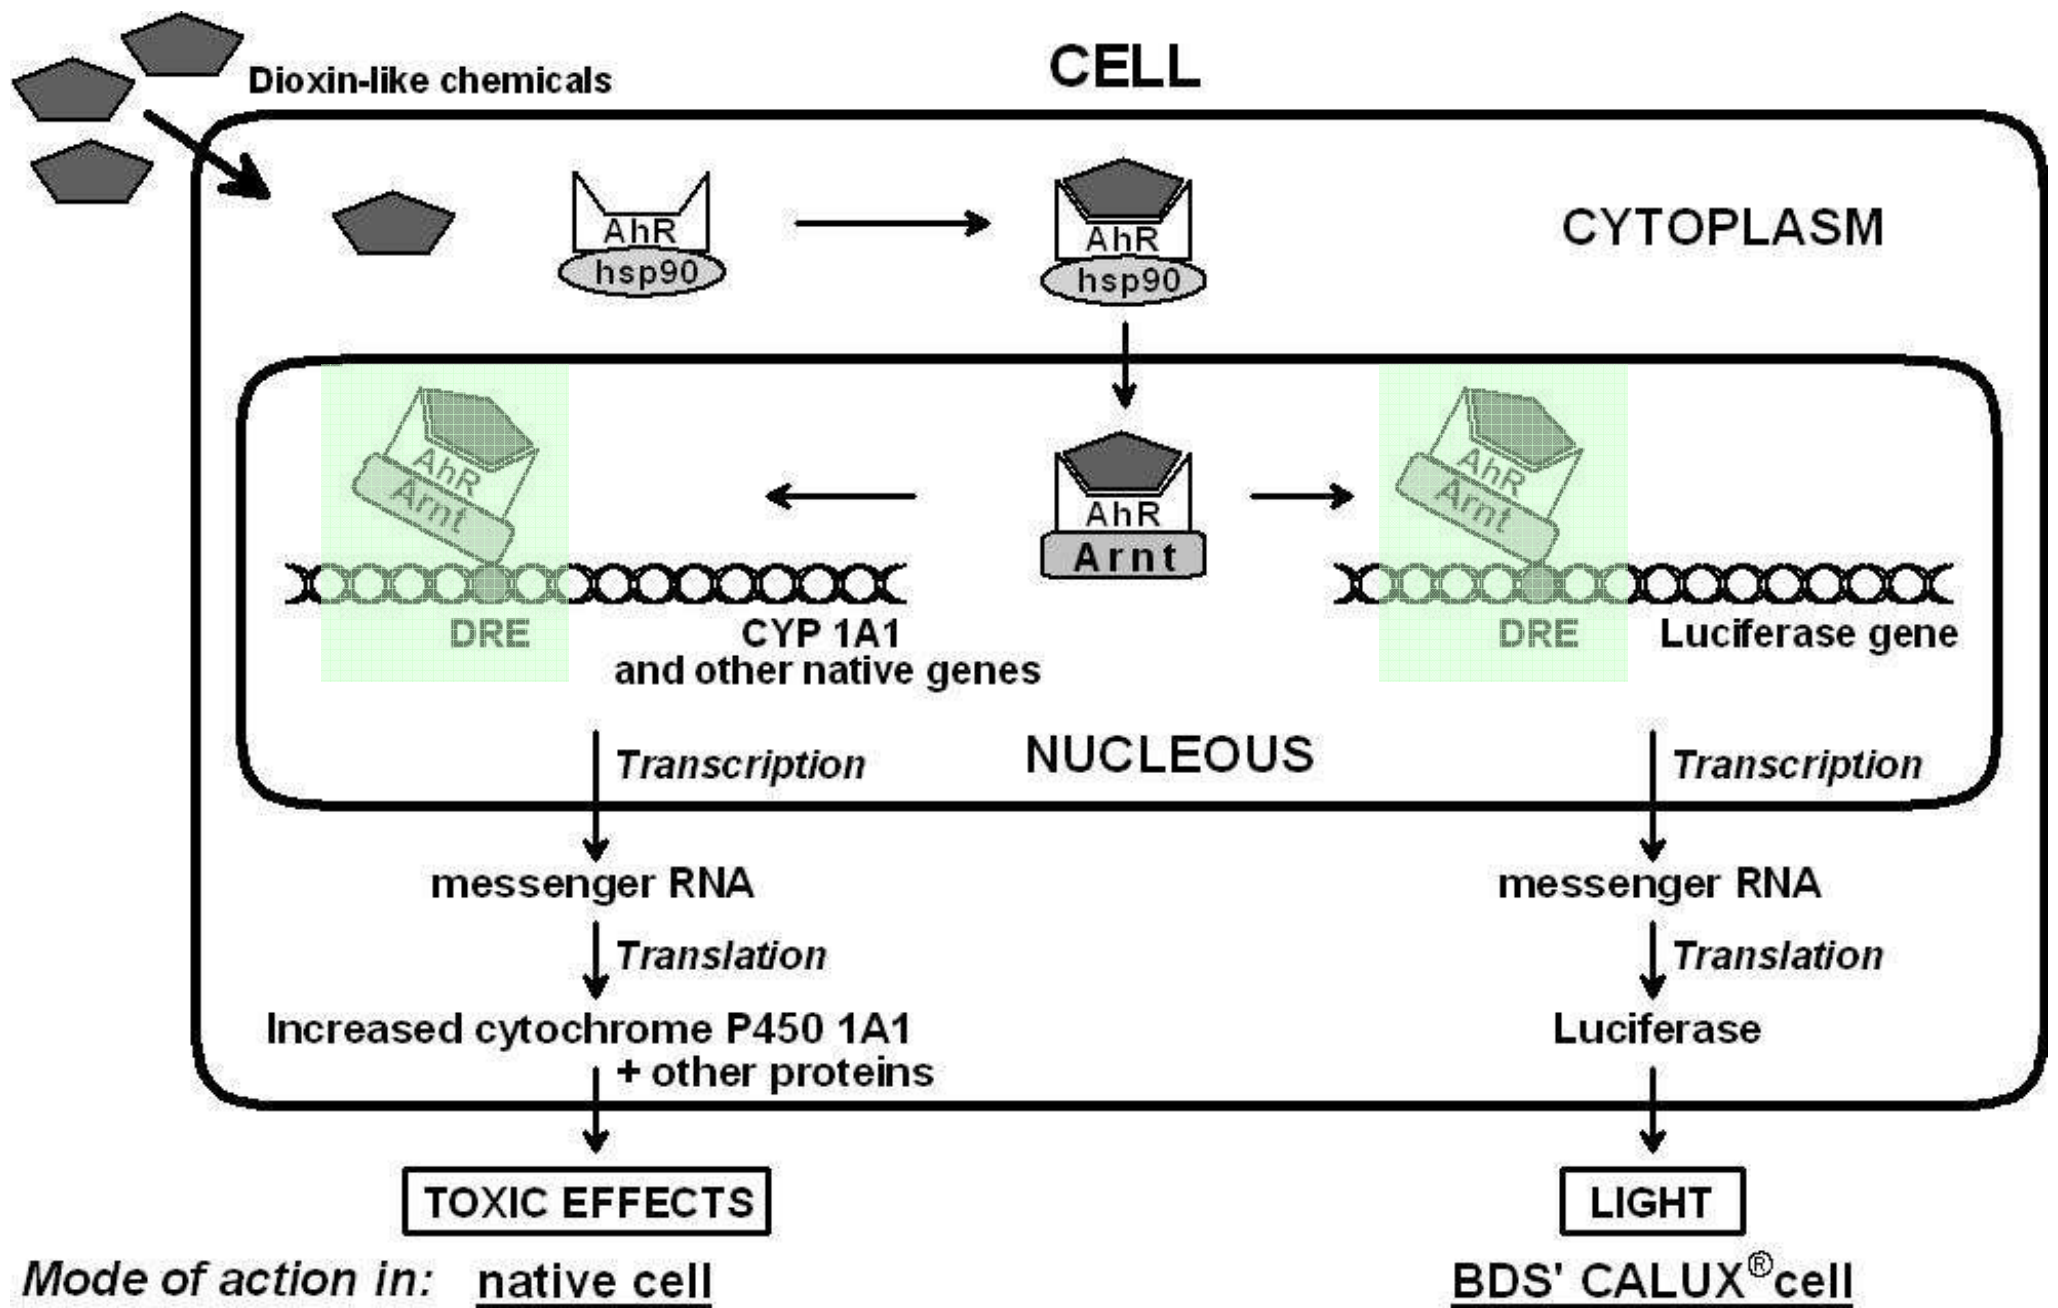 CELL
Dioxin-like chemicals
CYTOPLASM
AhR
hsp90
AhR
hsp90
AhR
Arnt
AhR
Arnt
AhR
Arnt
DRE
CYP 1A1
and other native genes
DRE
Luciferase gene
NUCLEOUS
Transcription
Transcription
messenger RNA
messenger RNA
Translation
Translation
Increased cytochrome P450 1A1
+ other proteins
Luciferase
TOXIC EFFECTS
LIGHT
Mode of action in: native cell
BDS' CALUX® cell